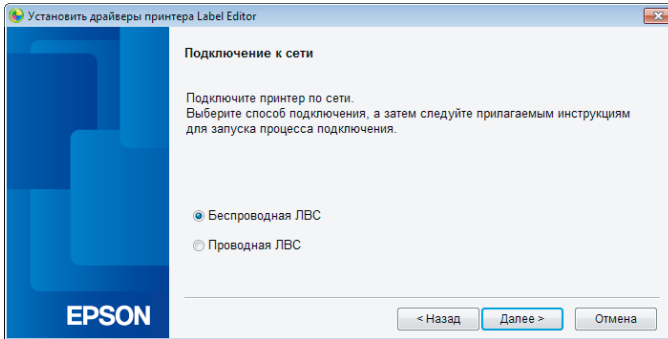 Установить драйверы принтера Label Editor
Подключение к сети
Подключите принтер по сети.
Выберите способ подключения, а затем следуйте прилагаемым инструкциям
для запуска процесса подключения.
Беспроводная ЛВС
Проводная ЛВС
EPSON
< Назад Далее > Отмена